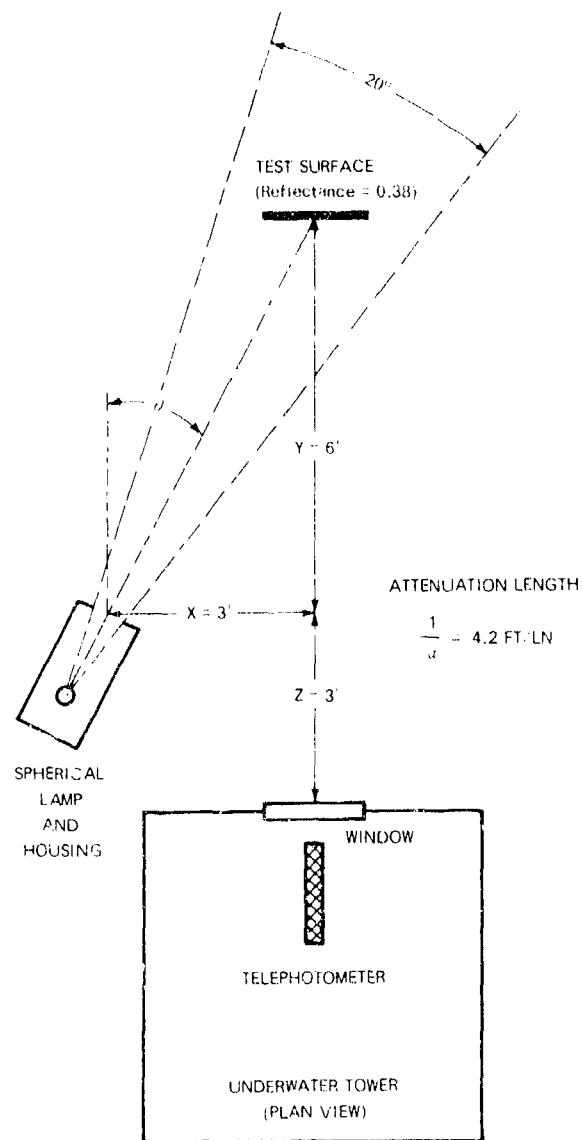 20°
TEST SURFACE
(Reflectance = 0.38)
Y = 6'
X = 3'
ATTENUATION LENGTH
1
= 4.2 FT/LN
Z = 3'
SPHERICAL
LAMP
AND
HOUSING
WINDOW
TELEPHOTOMETER
UNDERWATER TOWER
(PLAN VIEW)